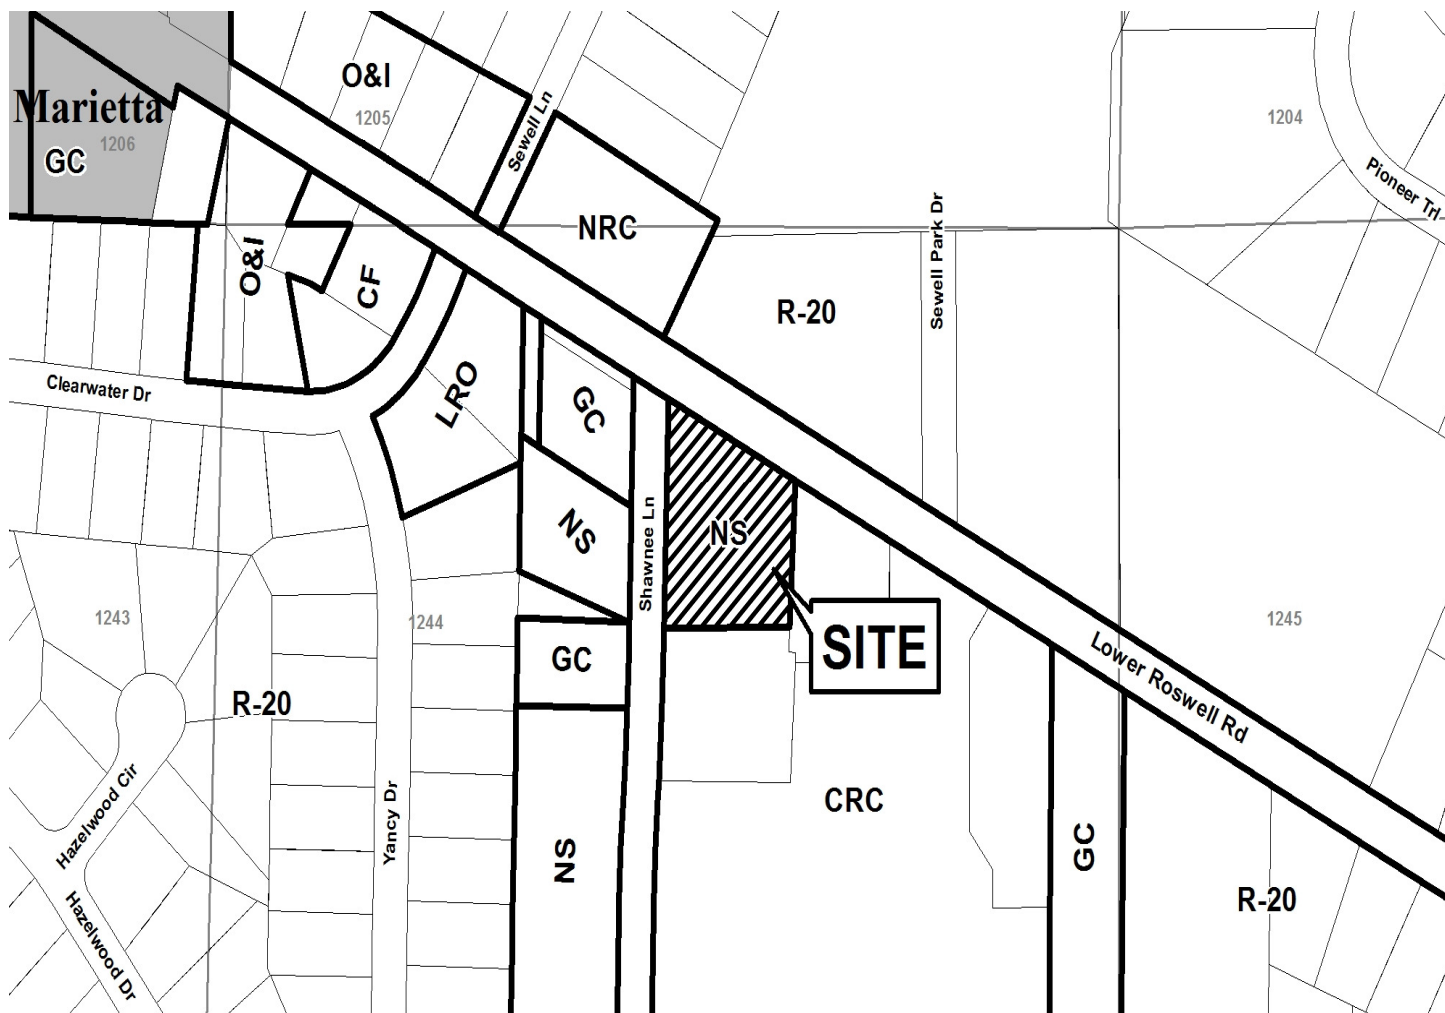 O&I
Marietta
1206
GC
1205
Sewell Ln
1204
Pioneer Trl
NRC
O&I
CF
R-20
Sewell Park Dr
Clearwater Dr
LRO
GC
NS
Shawnee Ln
NS
1243
1244
SITE
1245
GC
R-20
Lower Roswell Rd
Hazelwood Cir
Yancy Dr
CRC
NS
GC
R-20
Hazelwood Dr